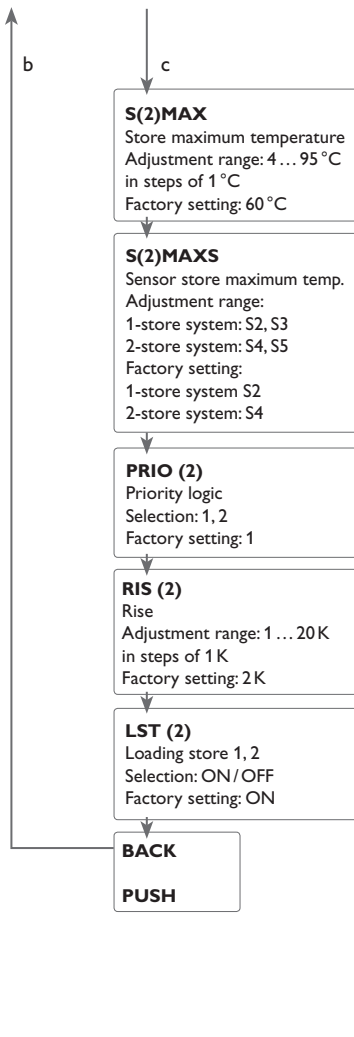 b
c
S(2)MAX
Store maximum temperature
Adjustment range: 4 … 95 °C
in steps of 1 °C
Factory setting: 60 °C
S(2)MAXS
Sensor store maximum temp.
Adjustment range:
1-store system: S2, S3
2-store system: S4, S5
Factory setting:
1-store system S2
2-store system: S4
PRIO (2)
Priority logic
Selection: 1, 2
Factory setting: 1
RIS (2)
Rise
Adjustment range: 1 … 20 K
in steps of 1 K
Factory setting: 2 K
LST (2)
Loading store 1, 2
Selection: ON / OFF
Factory setting: ON
BACK
PUSH